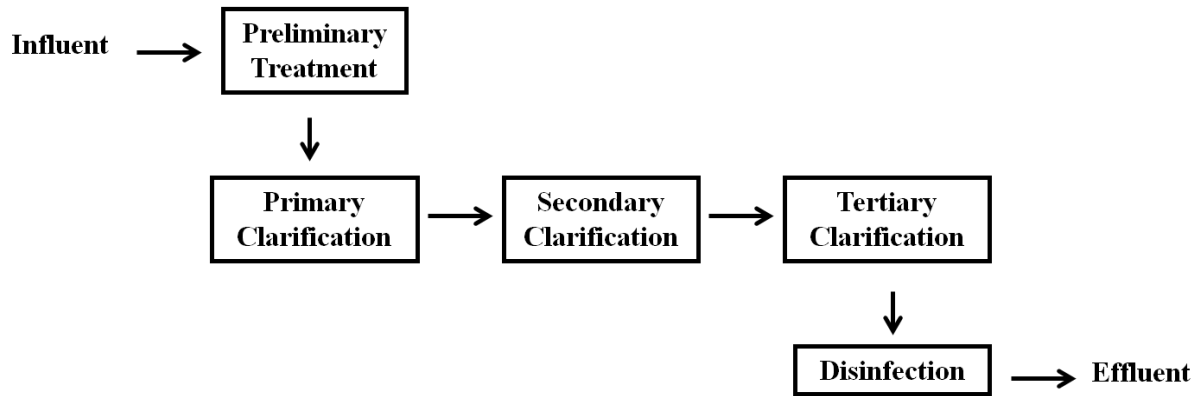 Influent
Preliminary
Treatment
Primary
Clarification
Secondary
Clarification
Tertiary
Clarification
Disinfection
Effluent